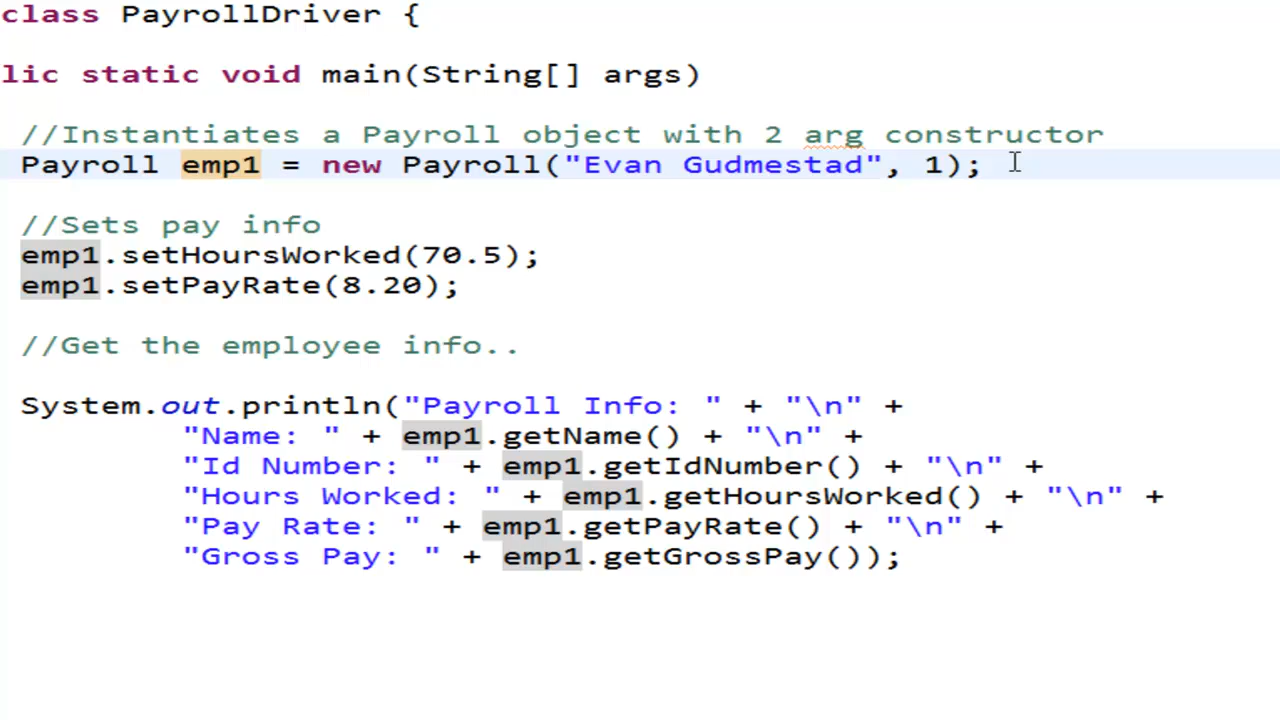 class PayrollDriver {
lic static void main(String[] args)
//Instantiates a Payroll object with 2 arg constructor
Payroll emp1 = new Payroll("Evan Gudmestad", 1);
//Sets pay info
emp1.setHoursWorked(70.5);
emp1.setPayRate(8.20);
//Get the employee info..
System.out.println("Payroll Info: " + "\n" +
"Name: " + emp1.getName() + "\n" +
"Id Number: " + emp1.getIdNumber() + "\n" +
"Hours Worked: " + emp1.getHoursWorked() + "\n" +
"Pay Rate: " + emp1.getPayRate() + "\n" +
"Gross Pay: " + emp1.getGrossPay());